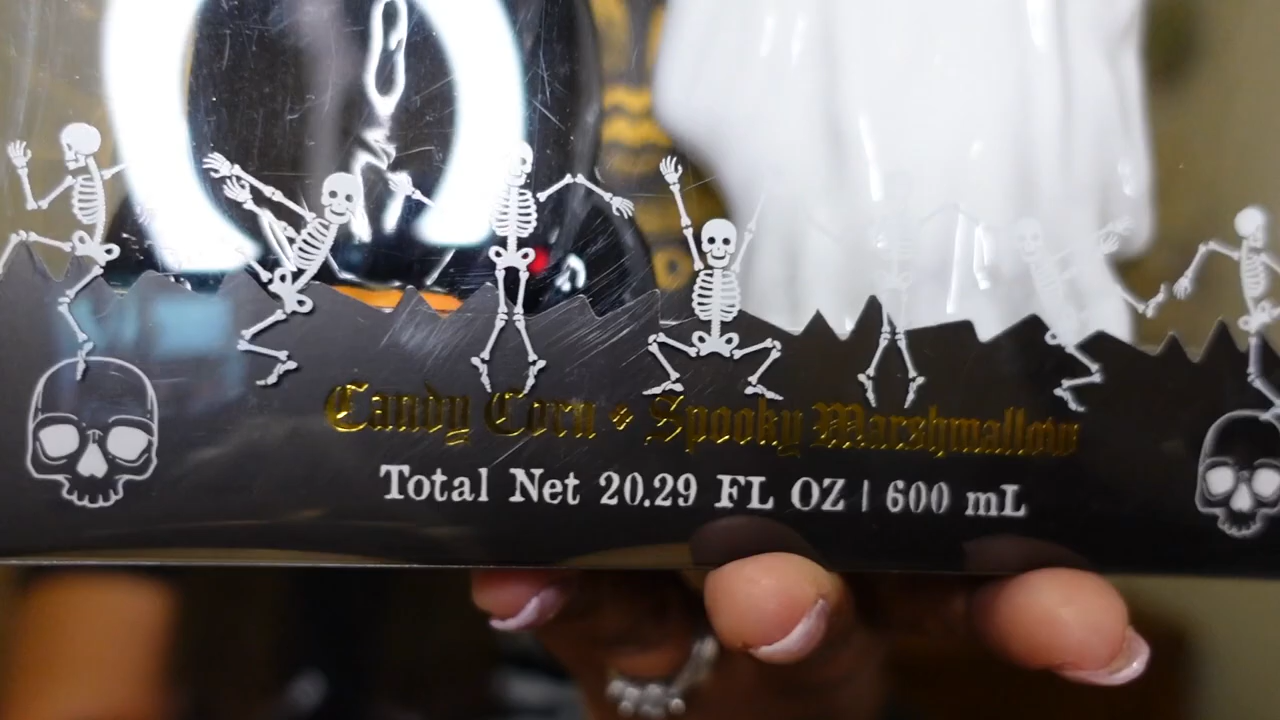 Candy Corn ⬥ Spooky Marshmallow
Total Net 20.29 FL OZ | 600 mL